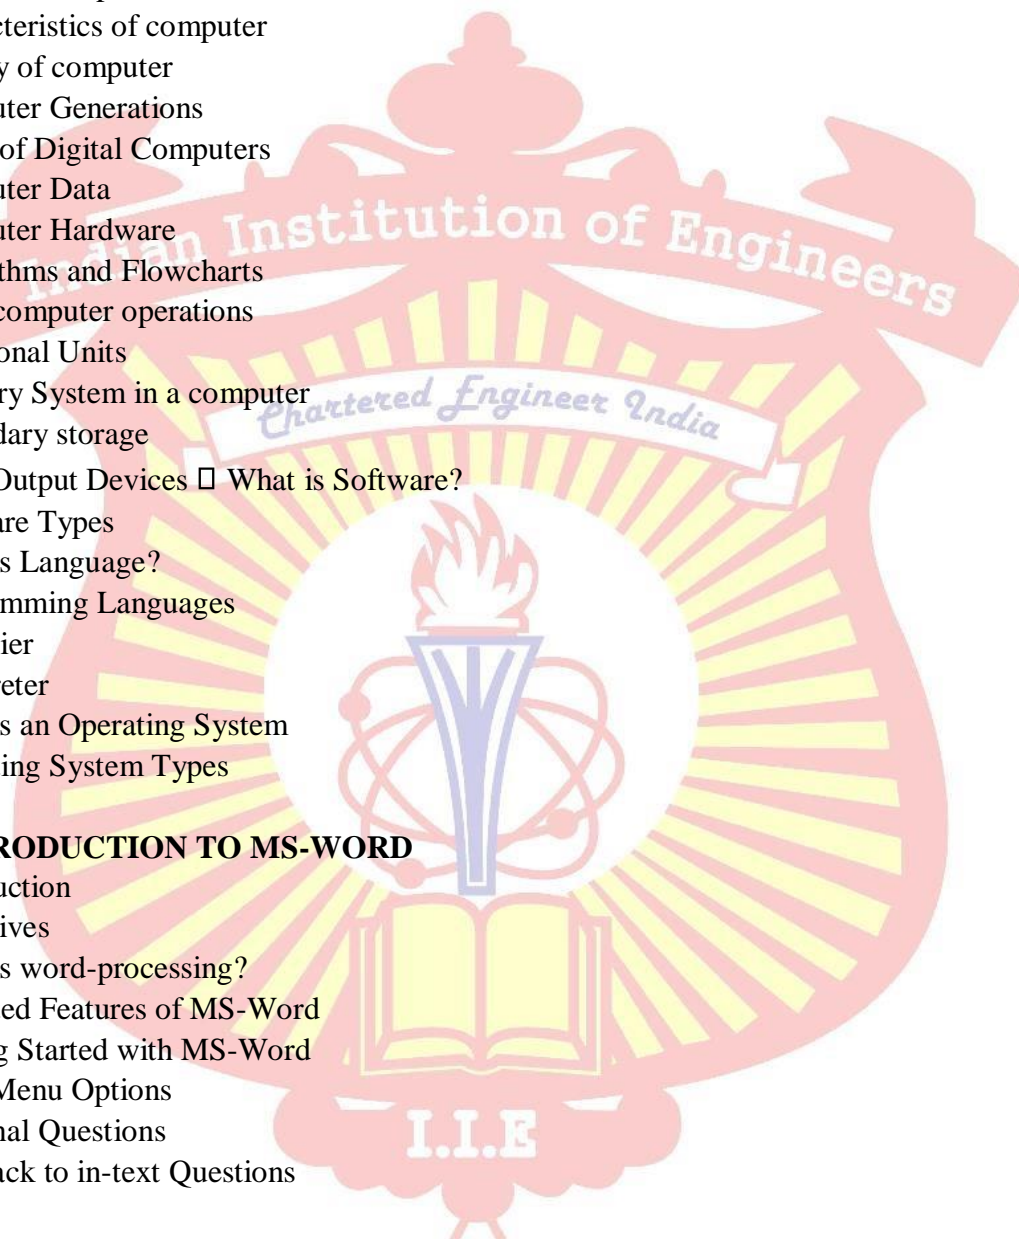 cteristics of computer
y of computer
uter Generations
of Digital Computers
uter Data
uter Hardware
Indian Institution of Engineers
ithms and Flowcharts
computer operations
onal Units
ry System in a computer
Chartered Engineer India
dary storage
Output Devices □ What is Software?
are Types
s Language?
mming Languages
ier
reter
s an Operating System
ing System Types
RODUCTION TO MS-WORD
uction
ives
s word-processing?
ed Features of MS-Word
g Started with MS-Word
Menu Options
nal Questions
I.I.E
ack to in-text Questions